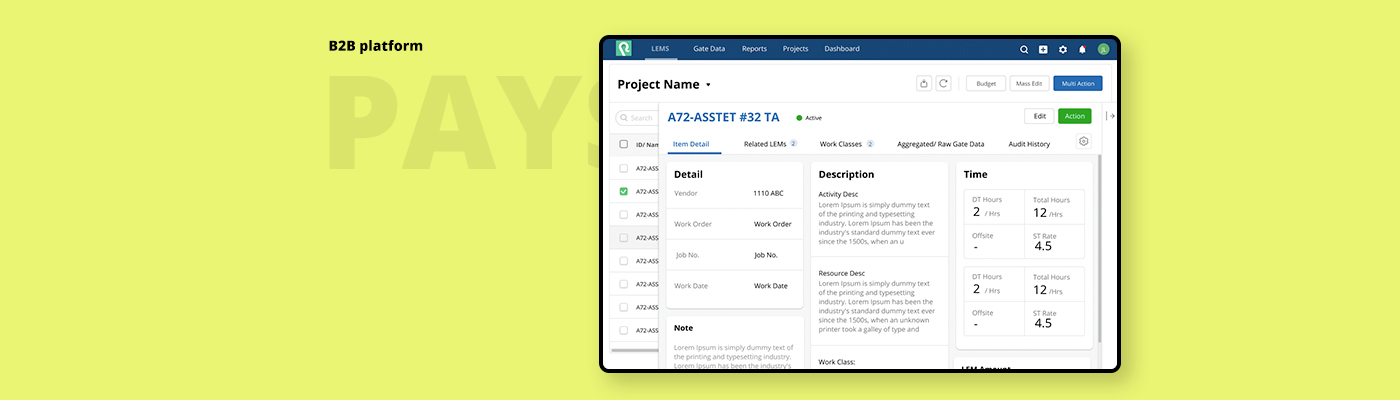 B2B platform
PAYS
LEMS Gate Data Reports Projects Dashboard
JL
Project Name
Budget Mass Edit Multi Action
Search
A72-ASSTET #32 TA Active Edit Action
ID/ Nam
Item Detail Related LEMs 2 Work Classes 2 Aggregated/ Raw Gate Data Audit History
A72-ASS
A72-ASS
A72-ASS
A72-ASS
A72-ASS
A72-ASS
A72-ASS
A72-ASS
Detail
Vendor 1110 ABC
Work Order Work Order
Job No. Job No.
Work Date Work Date
Note
Lorem Ipsum is simply dummy text of
the printing and typesetting industry.
Lorem Ipsum has been the industry's
Description
Activity Desc
Lorem Ipsum is simply dummy text
of the printing and typesetting
industry. Lorem Ipsum has been the
industry's standard dummy text ever
since the 1500s, when an u
Resource Desc
Lorem Ipsum is simply dummy text
of the printing and typesetting
industry. Lorem Ipsum has been the
industry's standard dummy text ever
since the 1500s, when an unknown
printer took a galley of type and
Work Class:
Time
DT Hours Total Hours
2 / Hrs 12 /Hrs
Offsite ST Rate
- 4.5
DT Hours Total Hours
2 / Hrs 12 /Hrs
Offsite ST Rate
- 4.5
LEM Amount